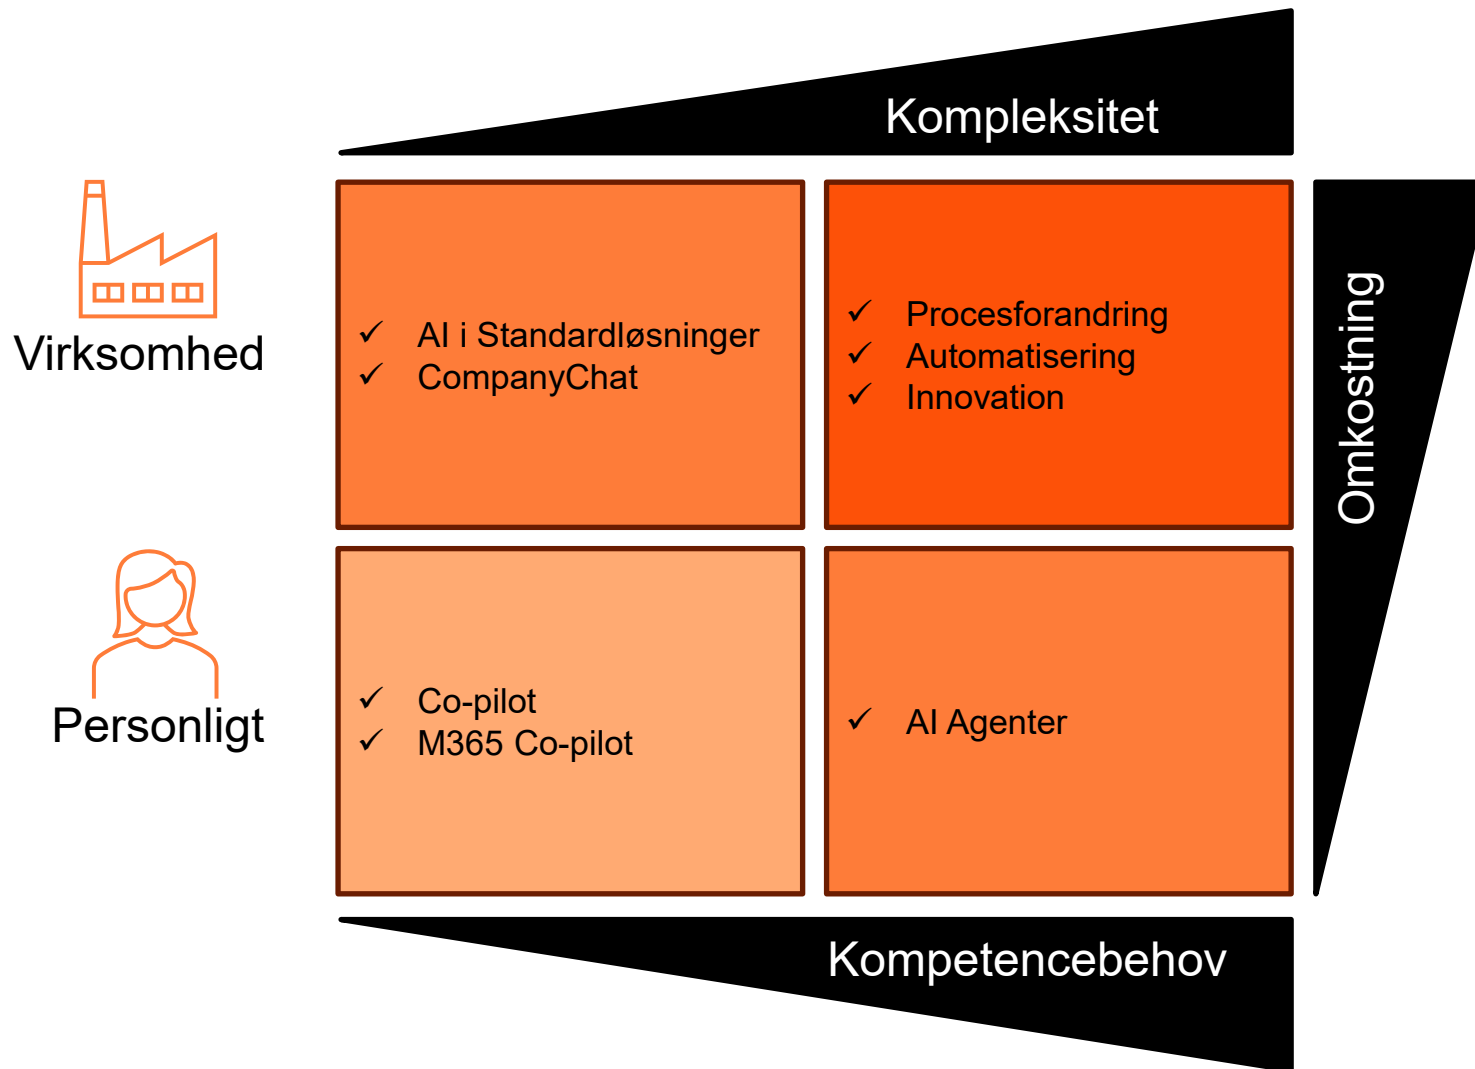 Kompleksitet
Virksomhed
✓ AI i Standardløsninger
✓ CompanyChat
✓ Procesforandring
✓ Automatisering
✓ Innovation
Omkostning
Personligt
✓ Co-pilot
✓ M365 Co-pilot
✓ AI Agenter
Kompetencebehov